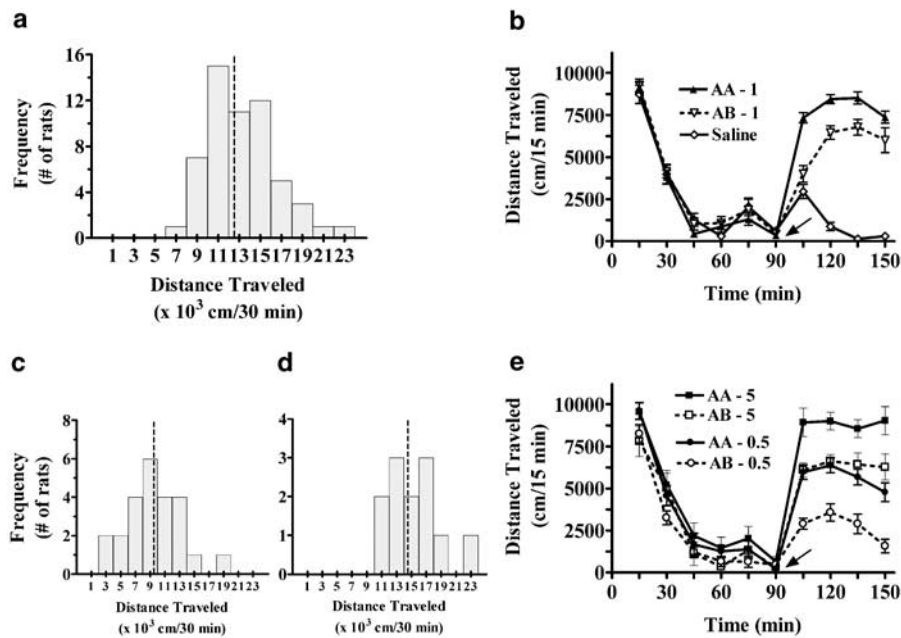 a
16
12
8
4
0
Frequency
(# of rats)
1 3 5 7 9 11 13 15 17 19 21 23
Distance Traveled
(x 10³ cm/30 min)
b
10000
7500
5000
2500
0
Distance Traveled
(cm/15 min)
AA - 1
AB - 1
Saline
0 30 60 90 120 150
Time (min)
c
8
6
4
2
0
Frequency
(# of rats)
1 3 5 7 9 11 13 15 17 19 21 23
Distance Traveled
(x 10³ cm/30 min)
d
4
3
2
1
0
1 3 5 7 9 11 13 15 17 19 21 23
Distance Traveled
(x 10³ cm/30 min)
e
10000
7500
5000
2500
0
Distance Traveled
(cm/15 min)
AA - 5
AB - 5
AA - 0.5
AB - 0.5
0 30 60 90 120 150
Time (min)